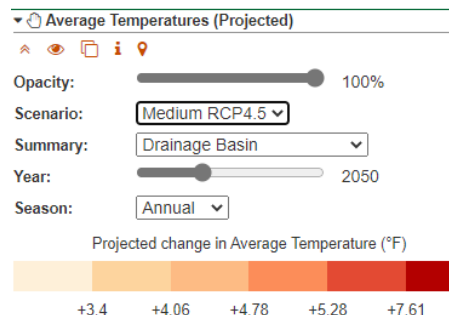 Average Temperatures (Projected)
Opacity: 100%
Scenario: Medium RCP4.5
Summary: Drainage Basin
Year: 2050
Season: Annual
Projected change in Average Temperature (°F)
+3.4 +4.06 +4.78 +5.28 +7.61